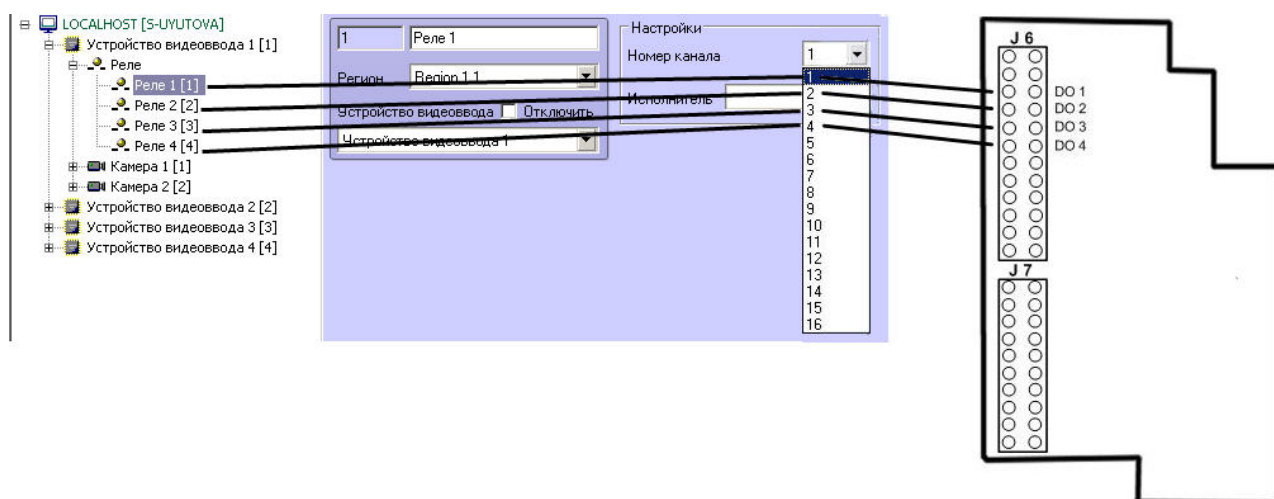 LOCALHOST [S-UYUTOVA]
Устройство видеоввода 1 [1]
Реле
Реле 1 [1]
Реле 2 [2]
Реле 3 [3]
Реле 4 [4]
Камера 1 [1]
Камера 2 [2]
Устройство видеоввода 2 [2]
Устройство видеоввода 3 [3]
Устройство видеоввода 4 [4]
1 Реле 1
Регион Region 1.1
Устройство видеоввода Отключить
Устройство видеоввода 1
Настройки
Номер канала 1
Исполнитель
1
2
3
4
5
6
7
8
9
10
11
12
13
14
15
16
J 6
DO 1
DO 2
DO 3
DO 4
J 7